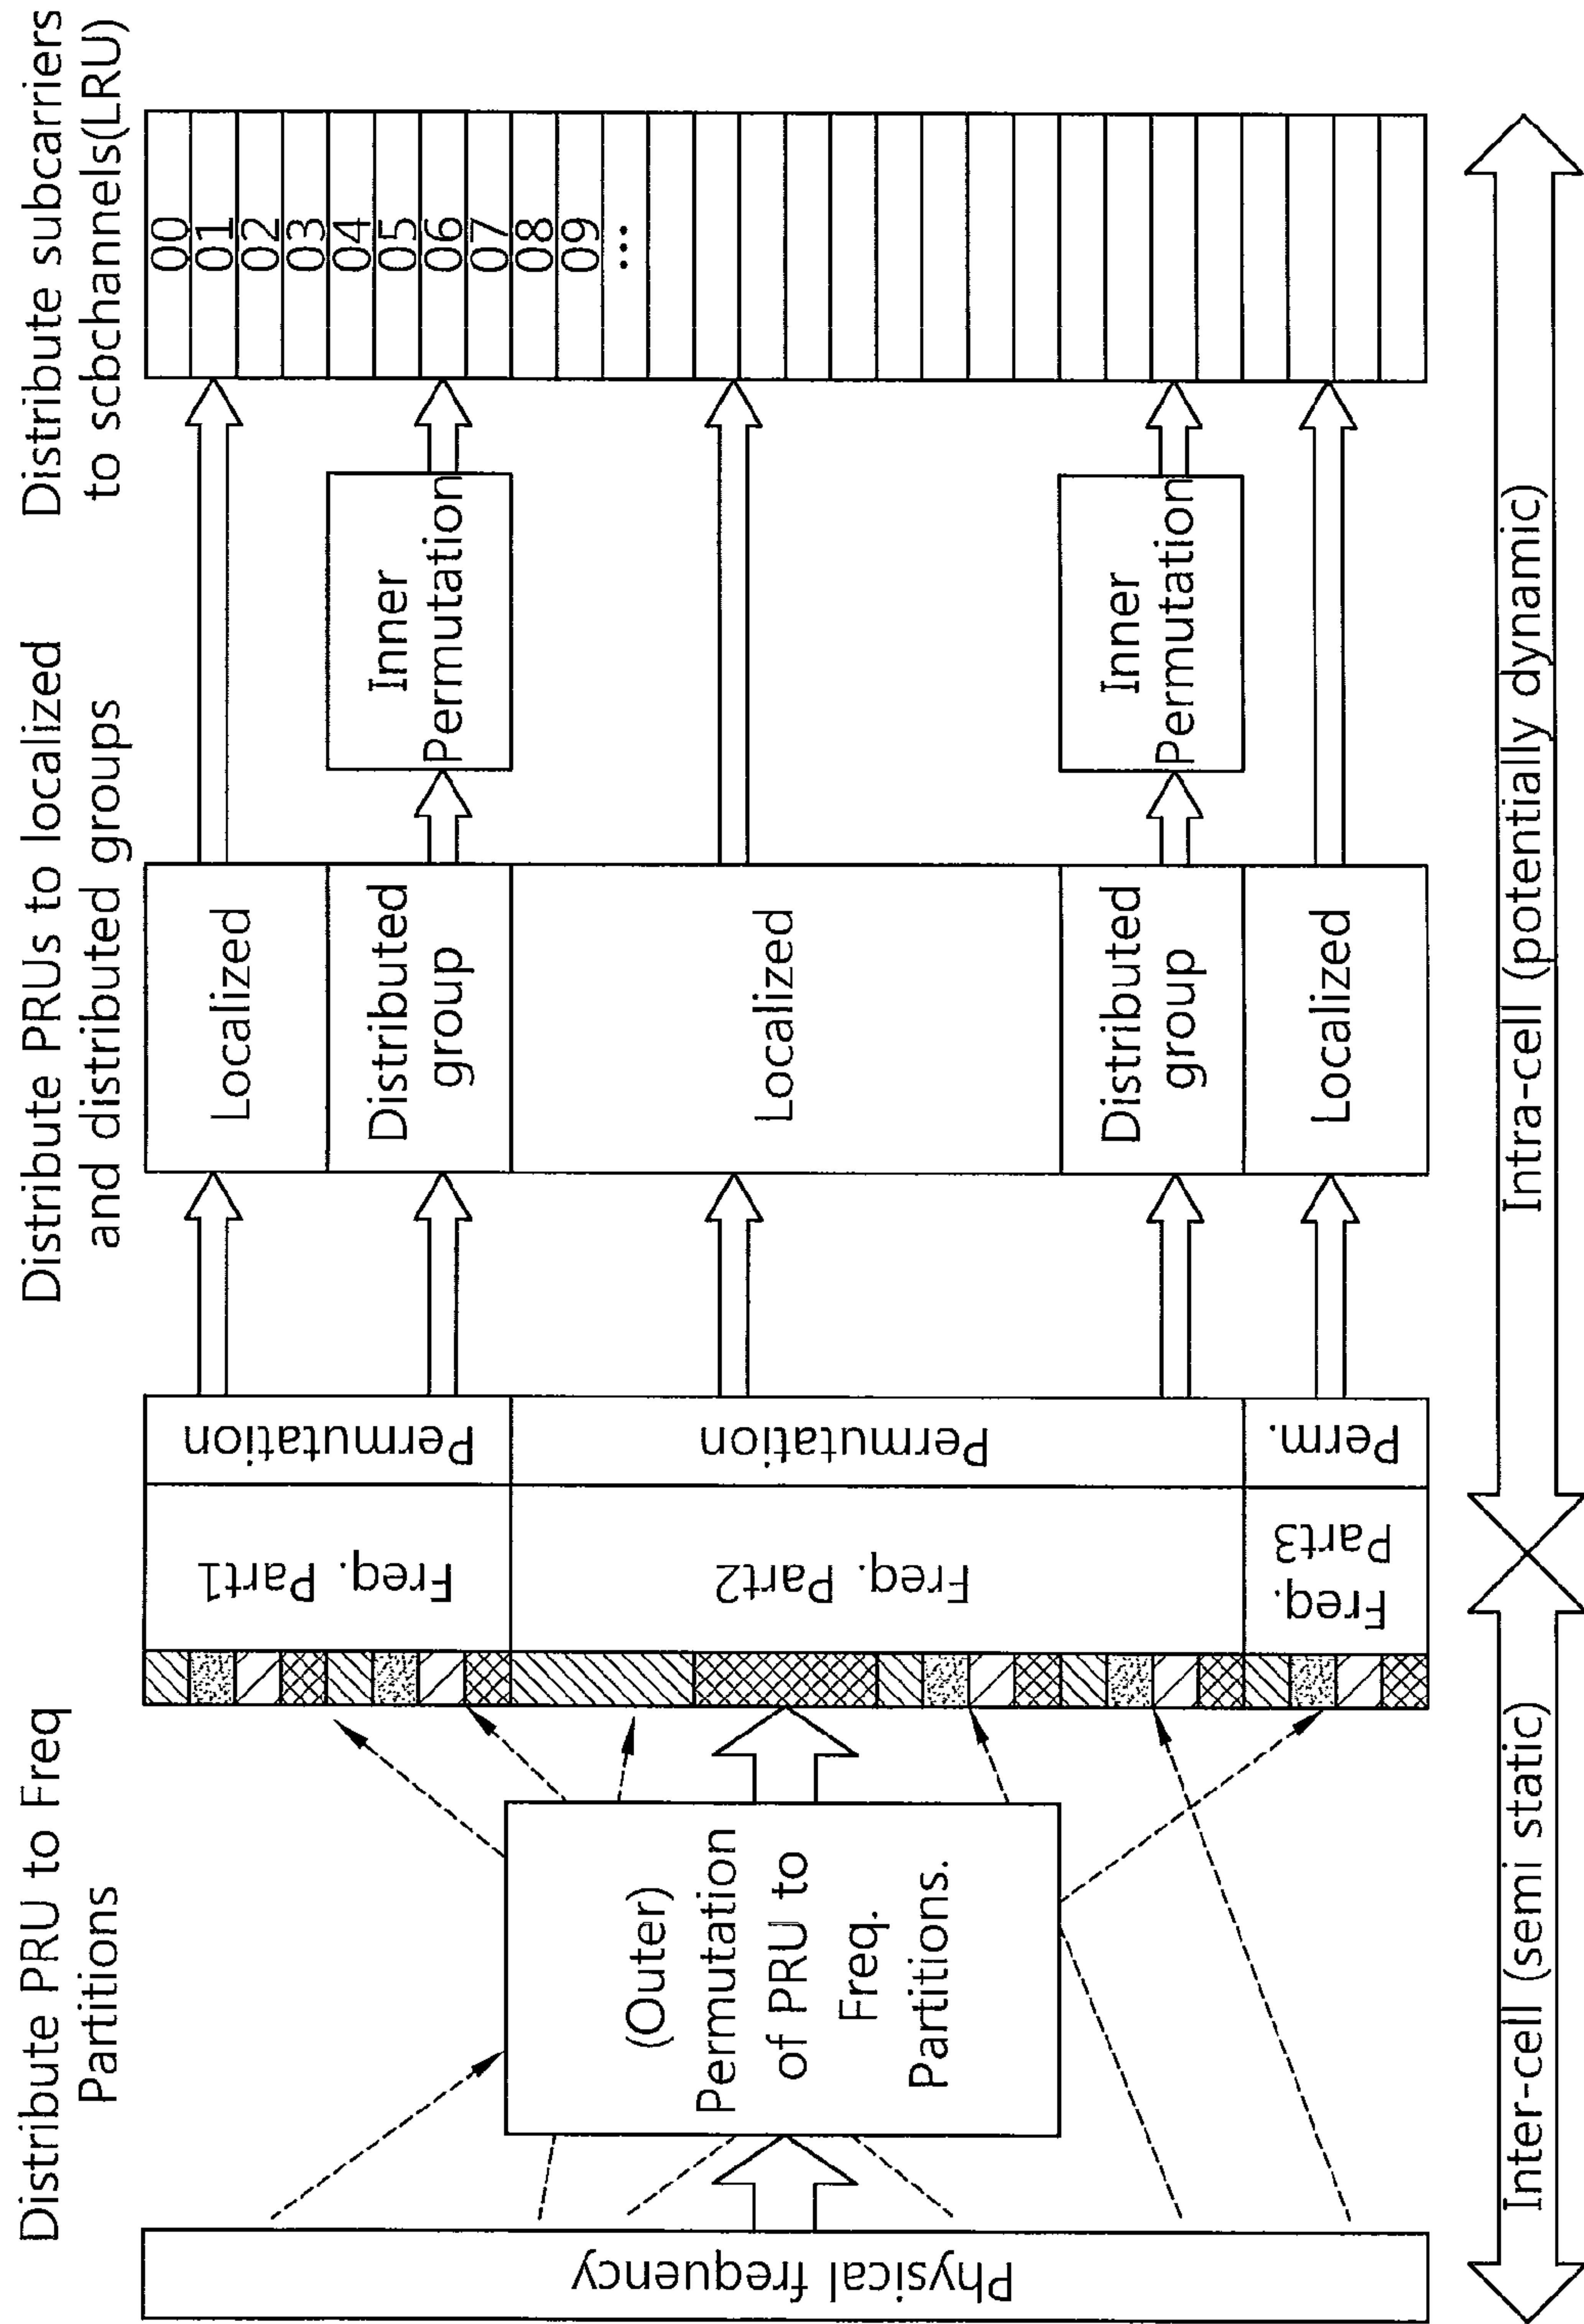 Distribute PRU to Freq
Partitions
Distribute PRUs to localized
and distributed groups
Distribute subcarriers
to scbchannels(LRU)
Physical frequency
(Outer)
Permutation
of PRU to
Freq.
Partitions.
Freq. Part1
Freq. Part2
Freq.
Part3
Permutation
Permutation
Perm.
Localized
Distributed
group
Localized
Distributed
group
Localized
Inner
Permutation
Inner
Permutation
00
01
02
03
04
05
06
07
08
09
...
Inter-cell (semi static)
Intra-cell (potentially dynamic)